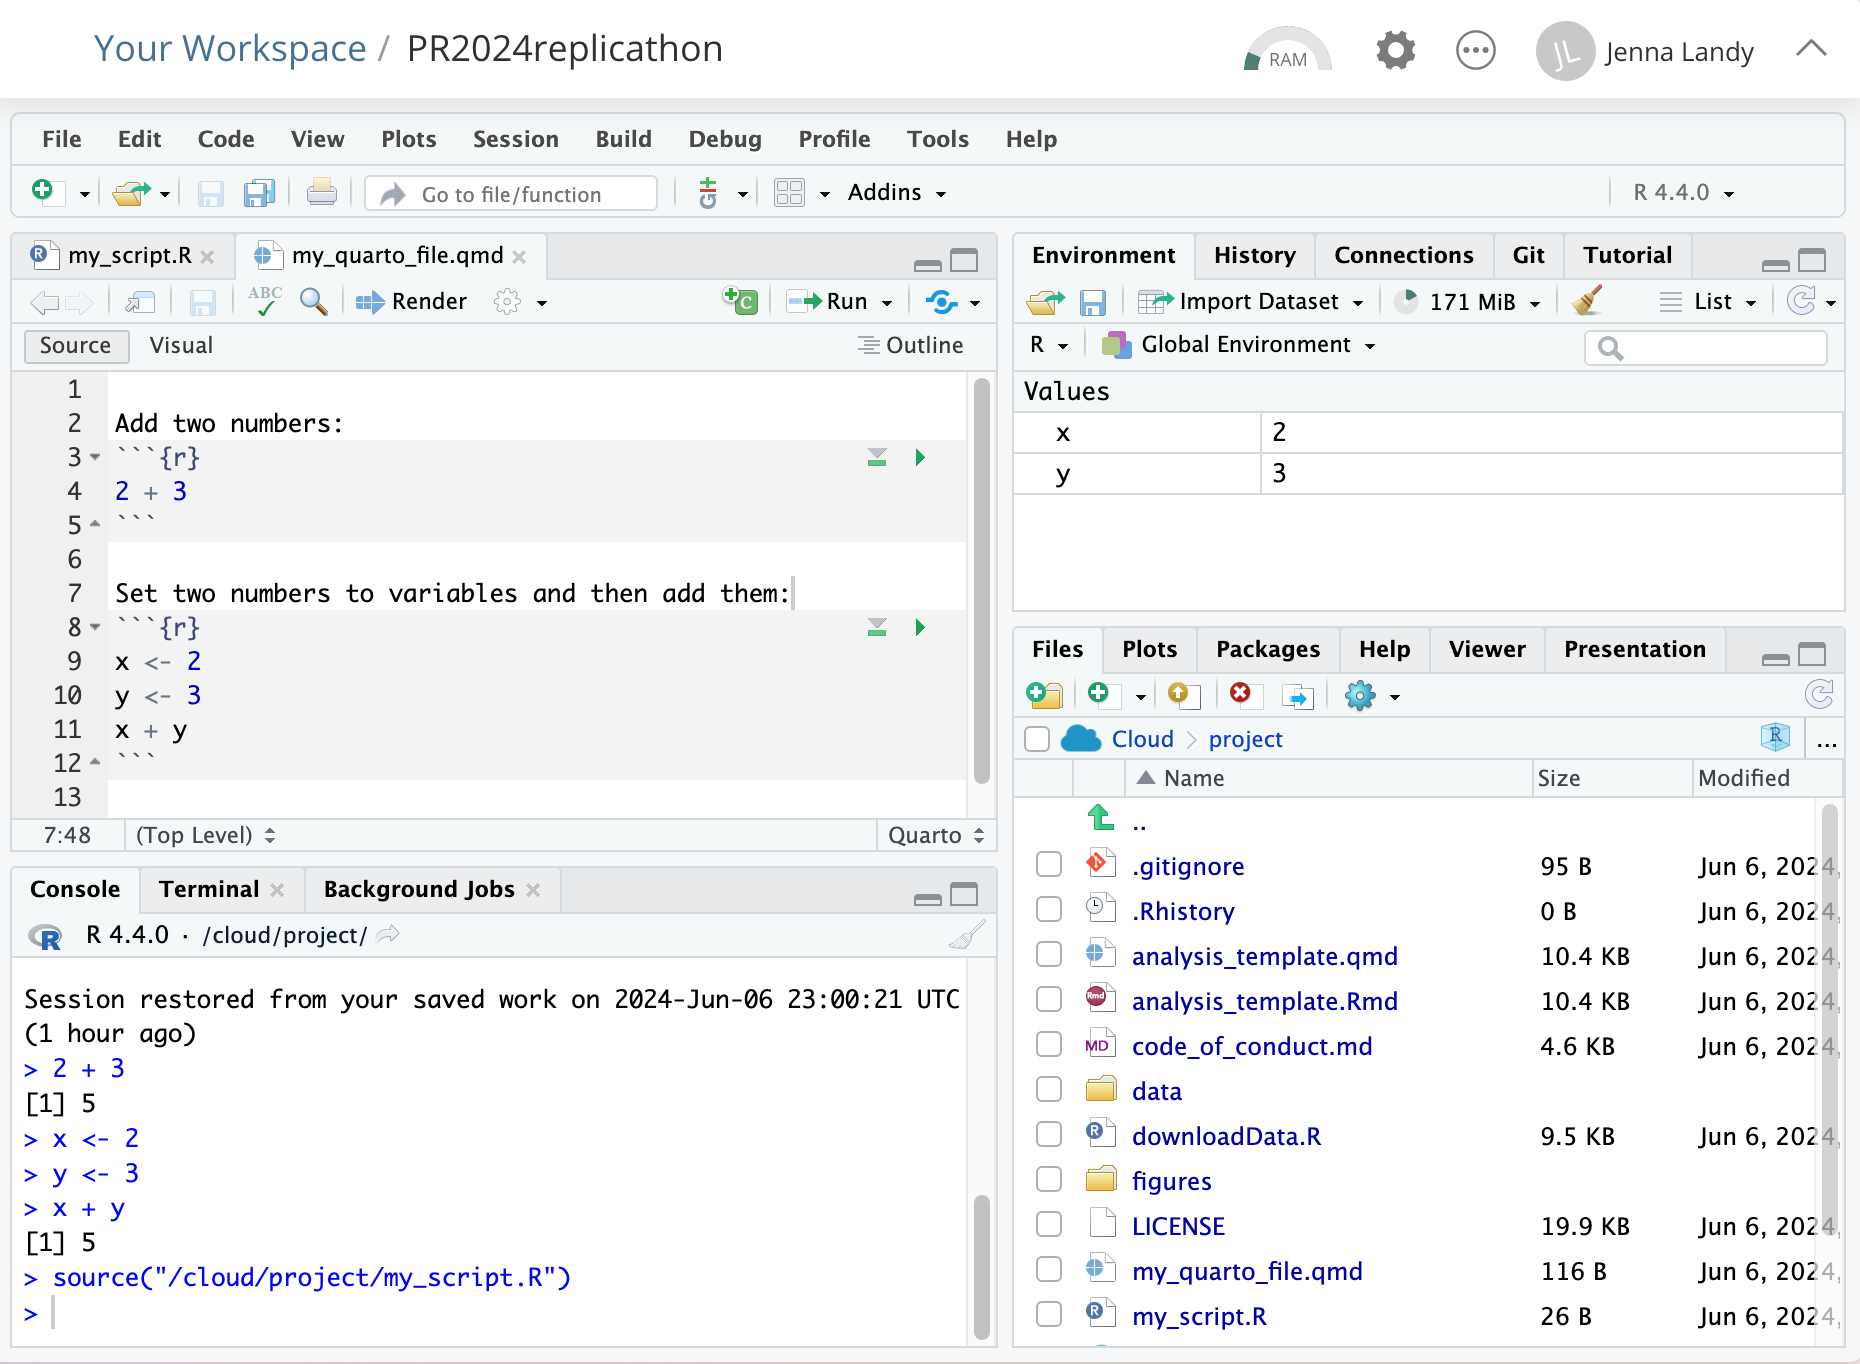 Your Workspace / PR2024replicathon
RAM
JL Jenna Landy
File Edit Code View Plots Session Build Debug Profile Tools Help
Go to file/function
Addins
R 4.4.0
my_script.R
my_quarto_file.qmd
ABC
Render
Run
Source Visual
Outline
1
2 Add two numbers:
3 ```{r}
4 2 + 3
5 ```
6
7 Set two numbers to variables and then add them:
8 ```{r}
9 x <- 2
10 y <- 3
11 x + y
12 ```
13
7:48 (Top Level) Quarto
Console Terminal Background Jobs
R 4.4.0 · /cloud/project/
Session restored from your saved work on 2024-Jun-06 23:00:21 UTC
(1 hour ago)
> 2 + 3
[1] 5
> x <- 2
> y <- 3
> x + y
[1] 5
> source("/cloud/project/my_script.R")
>
Environment History Connections Git Tutorial
Import Dataset 171 MiB List
R Global Environment
Values
x 2
y 3
Files Plots Packages Help Viewer Presentation
Cloud project
R ...
Name Size Modified
..
.gitignore 95 B Jun 6, 2024,
.Rhistory 0 B Jun 6, 2024,
analysis_template.qmd 10.4 KB Jun 6, 2024,
Rmd analysis_template.Rmd 10.4 KB Jun 6, 2024,
MD code_of_conduct.md 4.6 KB Jun 6, 2024,
data
R downloadData.R 9.5 KB Jun 6, 2024,
figures
LICENSE 19.9 KB Jun 6, 2024,
my_quarto_file.qmd 116 B Jun 6, 2024,
R my_script.R 26 B Jun 6, 2024,